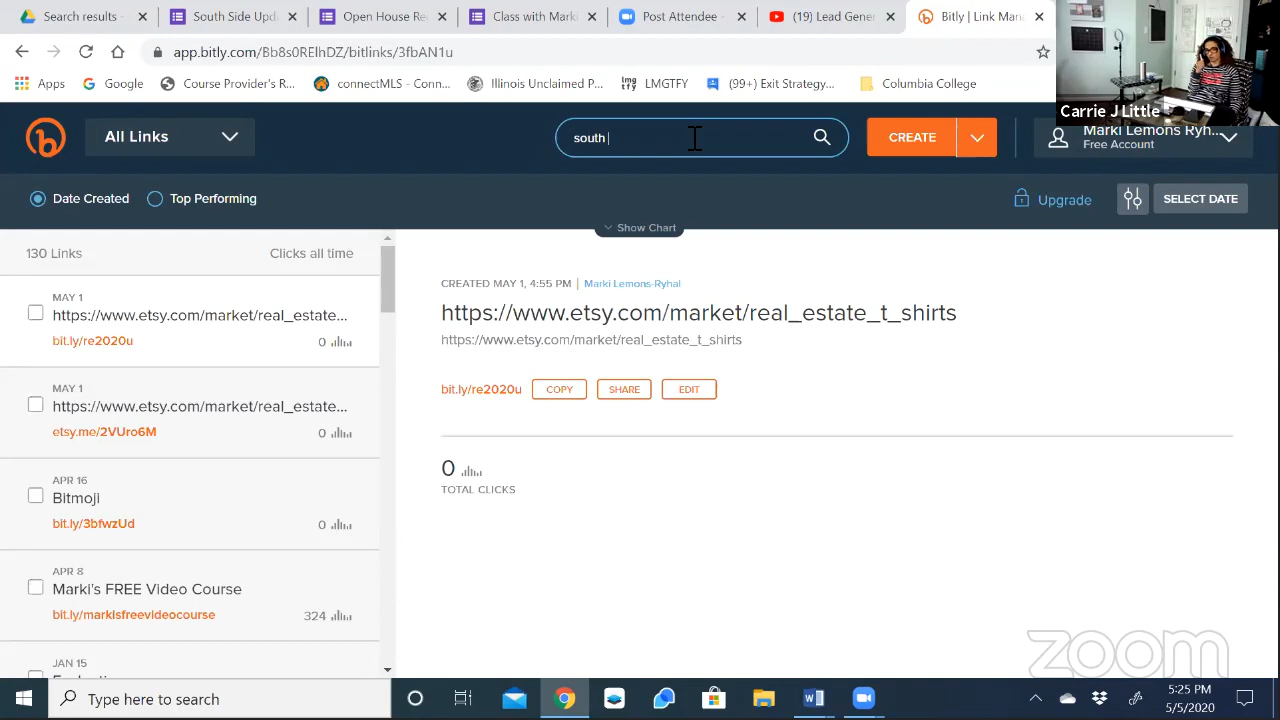 Search results - South Side Upd Open House Re Class with Marki Post Attendee (1) Lead Gener Bitly | Link Man
app.bitly.com/Bb8s0RElhDZ/bitlinks/3fbAN1u
Apps Google Course Provider's R... connectMLS - Conn... Illinois Unclaimed P... lmg tfy LMGTFY (99+) Exit Strategy... Columbia College
Carrie J Little
All Links south CREATE Marki Lemons Ryh...
Free Account
Date Created Top Performing Upgrade SELECT DATE
Show Chart
130 Links Clicks all time
CREATED MAY 1, 4:55 PM | Marki Lemons-Ryhal
https://www.etsy.com/market/real_estate_t_shirts
https://www.etsy.com/market/real_estate_t_shirts
bit.ly/re2020u COPY SHARE EDIT
0
TOTAL CLICKS
MAY 1
https://www.etsy.com/market/real_estate...
bit.ly/re2020u 0
MAY 1
https://www.etsy.com/market/real_estate...
etsy.me/2VUro6M 0
APR 16
Bitmoji
bit.ly/3bfwzUd 0
APR 8
Marki's FREE Video Course
bit.ly/markisfreevideocourse 324
JAN 15
zoom
Type here to search 5:25 PM
5/5/2020